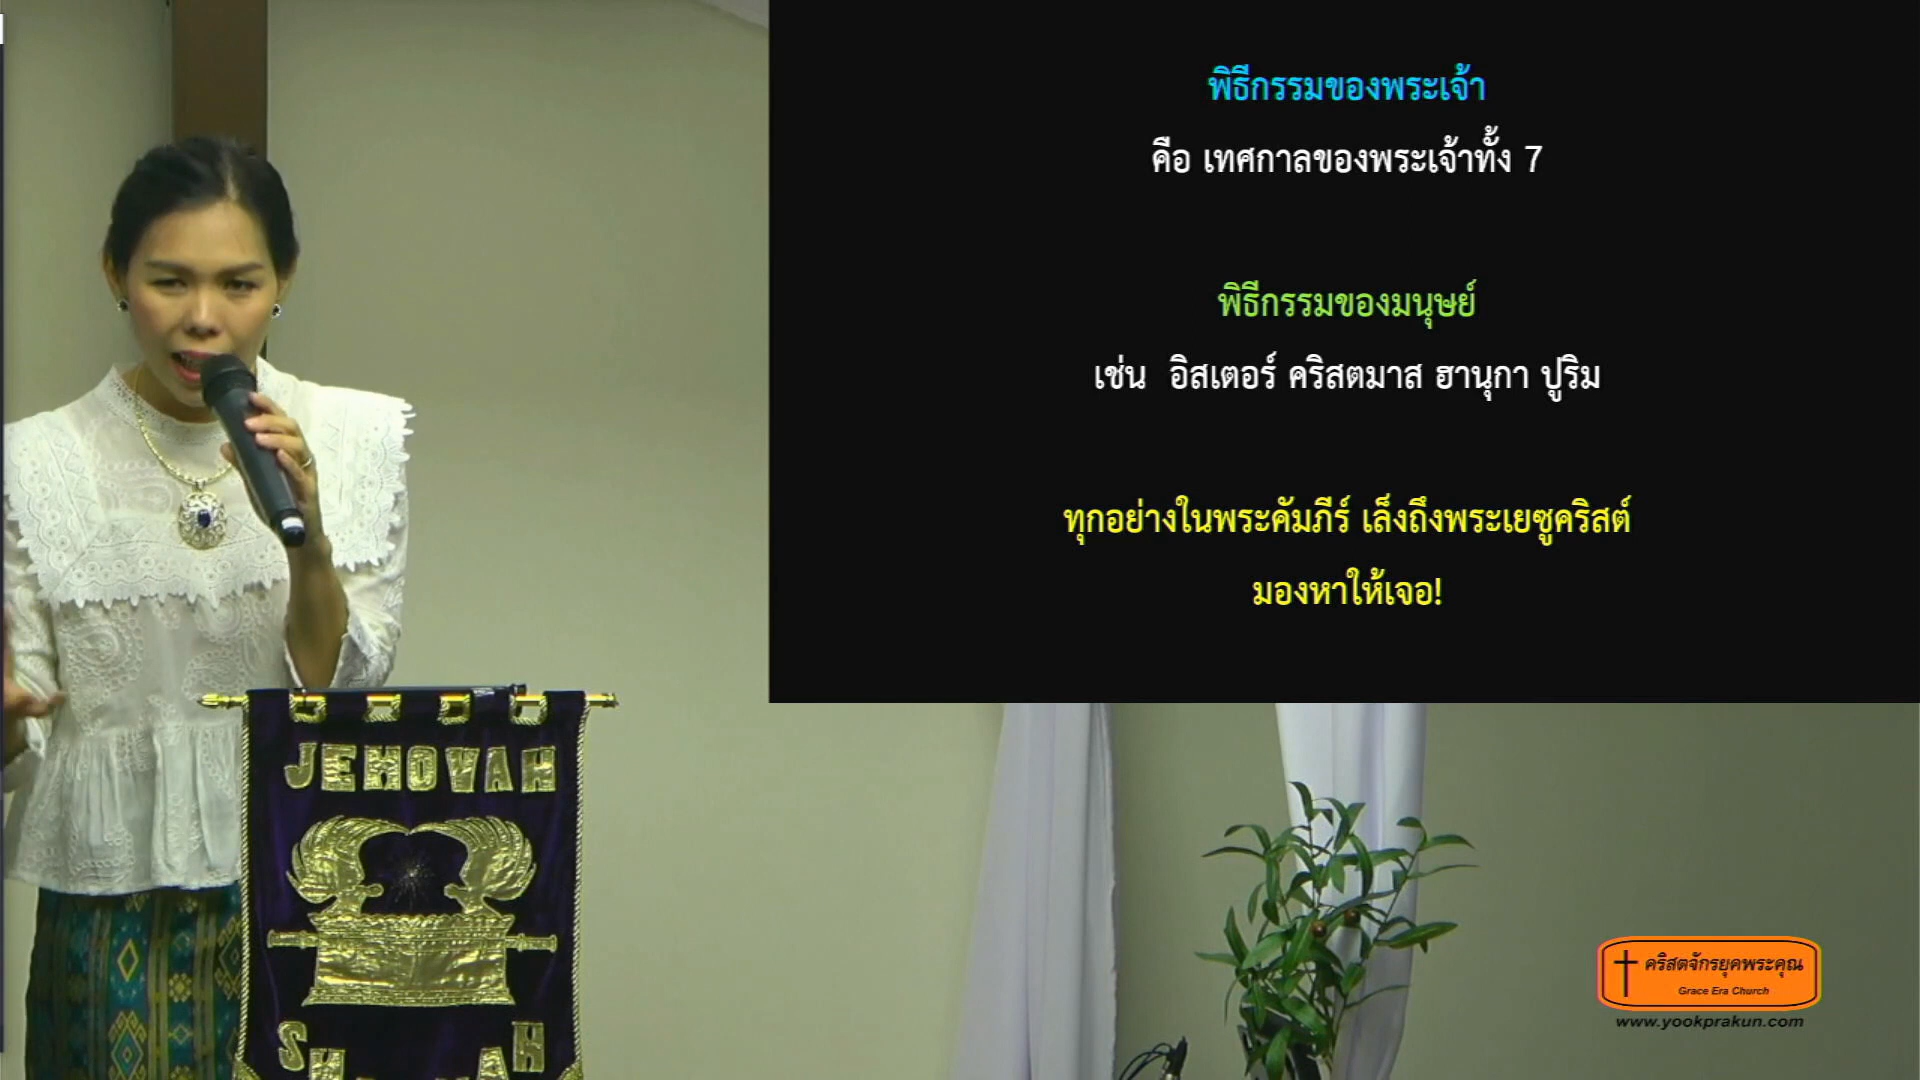 พิธีกรรมของพระเจ้า
คือ เทศกาลของพระเจ้าทั้ง 7
พิธีกรรมของมนุษย์
เช่น อิสเตอร์ คริสตมาส ฮานุกา ปูริม
ทุกอย่างในพระคัมภีร์ เล็งถึงพระเยซูคริสต์
มองหาให้เจอ!
JEHOVAH
คริสตจักรยุคพระคุณ
Grace Era Church
www.yookprakun.com